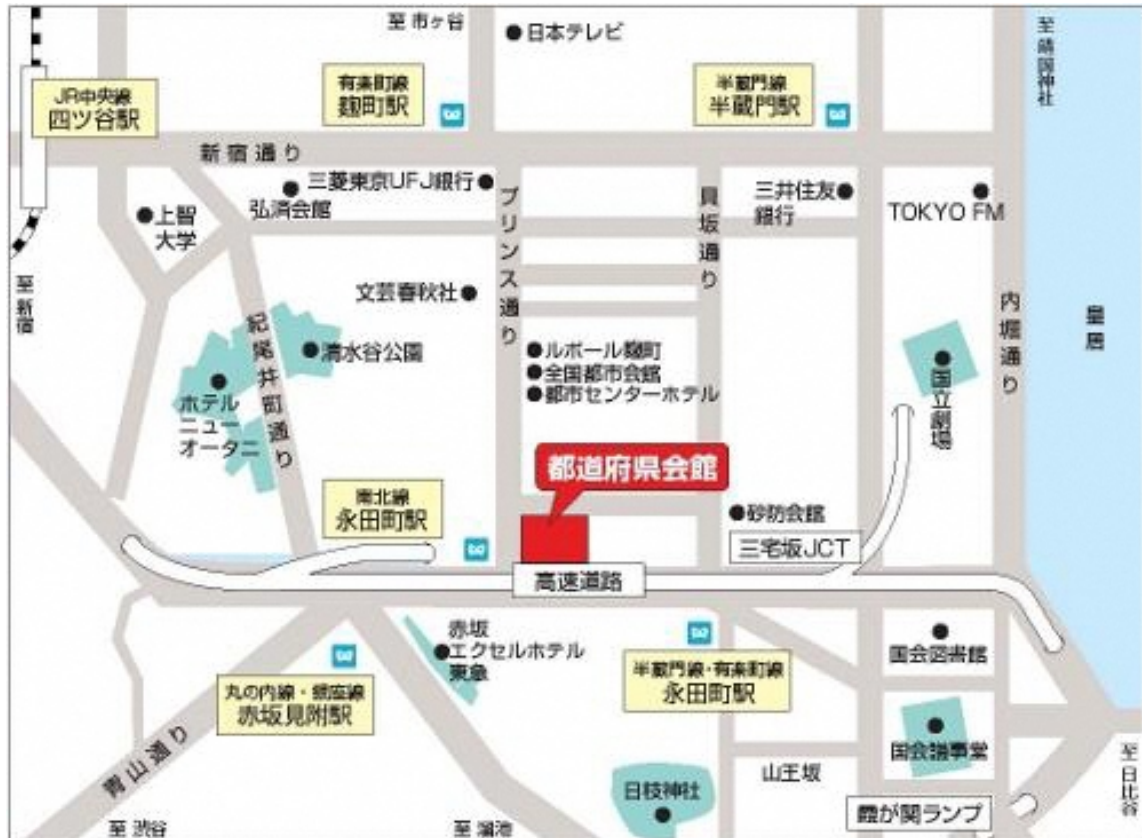 至 市ヶ谷
日本テレビ
至 靖国神社
JR中央線
四ツ谷駅
有楽町線
麹町駅
半蔵門線
半蔵門駅
新宿通り
三菱東京UFJ銀行
弘済会館
三井住友
銀行
TOKYO FM
上智
大学
プリンス通り
貝坂通り
至 新宿
文芸春秋社
内堀通り
皇居
紀尾井町通り
清水谷公園
ルポール麹町
全国都市会館
都市センターホテル
国立劇場
ホテル
ニュー
オータニ
都道府県会館
南北線
永田町駅
砂防会館
三宅坂JCT
高速道路
赤坂
エクセルホテル
東急
国会図書館
半蔵門線・有楽町線
永田町駅
丸の内線・銀座線
赤坂見附駅
青山通り
国会議事堂
山王坂
日枝神社
霞が関ランプ
至 日比谷
至 渋谷
至 溜池